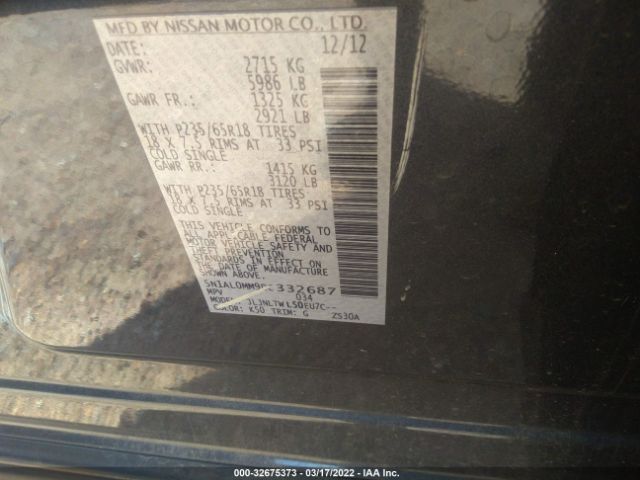 MFD BY NISSAN MOTOR CO., LTD.
DATE: 12/12
GVWR: 2715 KG
5986 LB
GAWR FR.: 1325 KG
2921 LB
WITH P235/65R18 TIRES
18 X 7.5 RIMS AT 33 PSI
COLD SINGLE
GAWR RR.: 1415 KG
3120 LB
WITH P235/65R18 TIRES
18 X 7.5 RIMS AT 33 PSI
COLD SINGLE
THIS VEHICLE CONFORMS TO
ALL APPLICABLE FEDERAL
MOTOR VEHICLE SAFETY AND
THEFT PREVENTION
STANDARDS IN EFFECT ON
THE DATE OF MANUFACTURE
SHOWN ABOVE
5N1AL0MM9DC332687
MPV 034
MODEL: JLJNLTWL50EU7C--
COLOR: K50 TRIM: G ZS30A
000-32675373 - 03/17/2022 - IAA Inc.